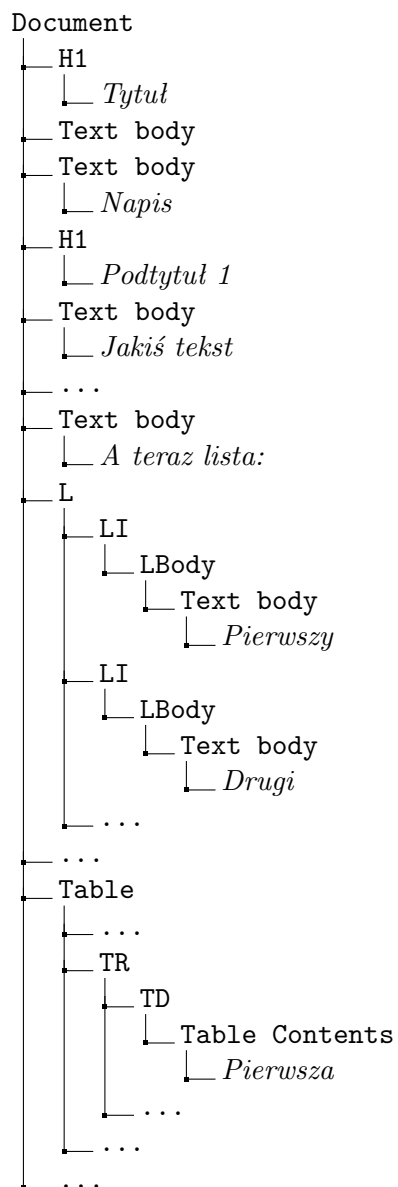 Document
H1
Tytuł
Text body
Text body
Napis
H1
Podtytuł 1
Text body
Jakiś tekst
...
Text body
A teraz lista:
L
LI
LBody
Text body
Pierwszy
LI
LBody
Text body
Drugi
...
...
Table
...
TR
TD
Table Contents
Pierwsza
...
...
...